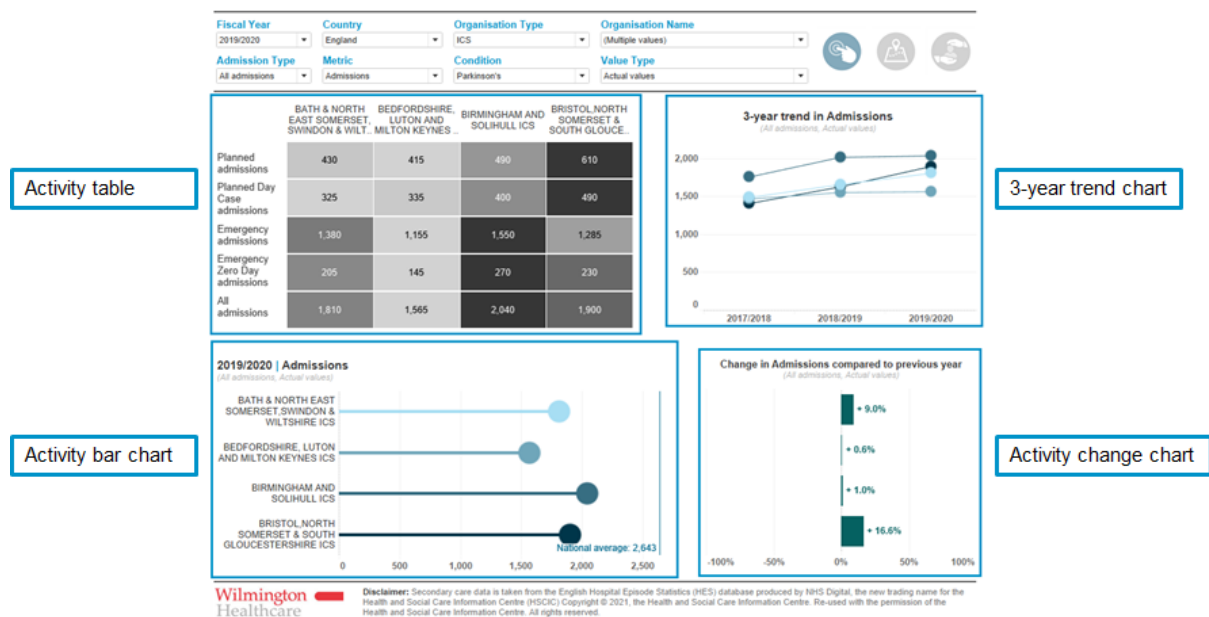 Fiscal Year Country Organisation Type Organisation Name
2019/2020 England ICS (Multiple values)
Admission Type Metric Condition Value Type
All admissions Admissions Parkinson's Actual values
Activity table
BATH & NORTH
EAST SOMERSET,
SWINDON & WILT..
BEDFORDSHIRE,
LUTON AND
MILTON KEYNES ..
BIRMINGHAM AND
SOLIHULL ICS
BRISTOL,NORTH
SOMERSET &
SOUTH GLOUCE..
Planned
admissions
430 415 490 610
Planned Day
Case
admissions
325 335 400 490
Emergency
admissions
1,380 1,155 1,550 1,285
Emergency
Zero Day
admissions
205 145 270 230
All
admissions
1,810 1,565 2,040 1,900
3-year trend in Admissions
(All admissions, Actual values)
2,000
1,500
1,000
500
0
2017/2018 2018/2019 2019/2020
3-year trend chart
Activity bar chart
2019/2020 | Admissions
(All admissions, Actual values)
BATH & NORTH EAST
SOMERSET,SWINDON &
WILTSHIRE ICS
BEDFORDSHIRE, LUTON
AND MILTON KEYNES ICS
BIRMINGHAM AND
SOLIHULL ICS
BRISTOL,NORTH
SOMERSET & SOUTH
GLOUCESTERSHIRE ICS
National average: 2,643
0 500 1,000 1,500 2,000 2,500
Change in Admissions compared to previous year
(All admissions, Actual values)
+ 9.0%
+ 0.6%
+ 1.0%
+ 16.6%
-100% -50% 0% 50% 100%
Activity change chart
Wilmington
Healthcare
Disclaimer: Secondary care data is taken from the English Hospital Episode Statistics (HES) database produced by NHS Digital, the new trading name for the
Health and Social Care Information Centre (HSCIC) Copyright © 2021, the Health and Social Care Information Centre. Re-used with the permission of the
Health and Social Care Information Centre. All rights reserved.